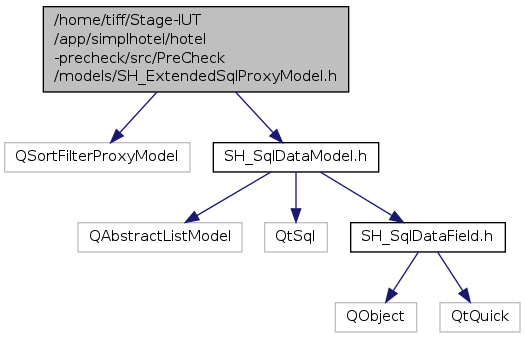 /home/tiff/Stage-IUT
/app/simplhotel/hotel
-precheck/src/PreCheck
/models/SH_ExtendedSqlProxyModel.h
QSortFilterProxyModel
SH_SqlDataModel.h
QAbstractListModel
QtSql
SH_SqlDataField.h
QObject
QtQuick